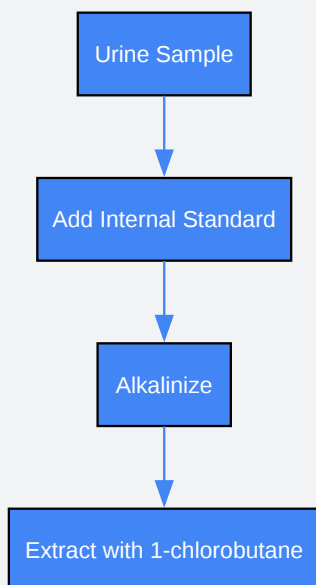 Urine Sample
Add Internal Standard
Alkalinize
Extract with 1-chlorobutane